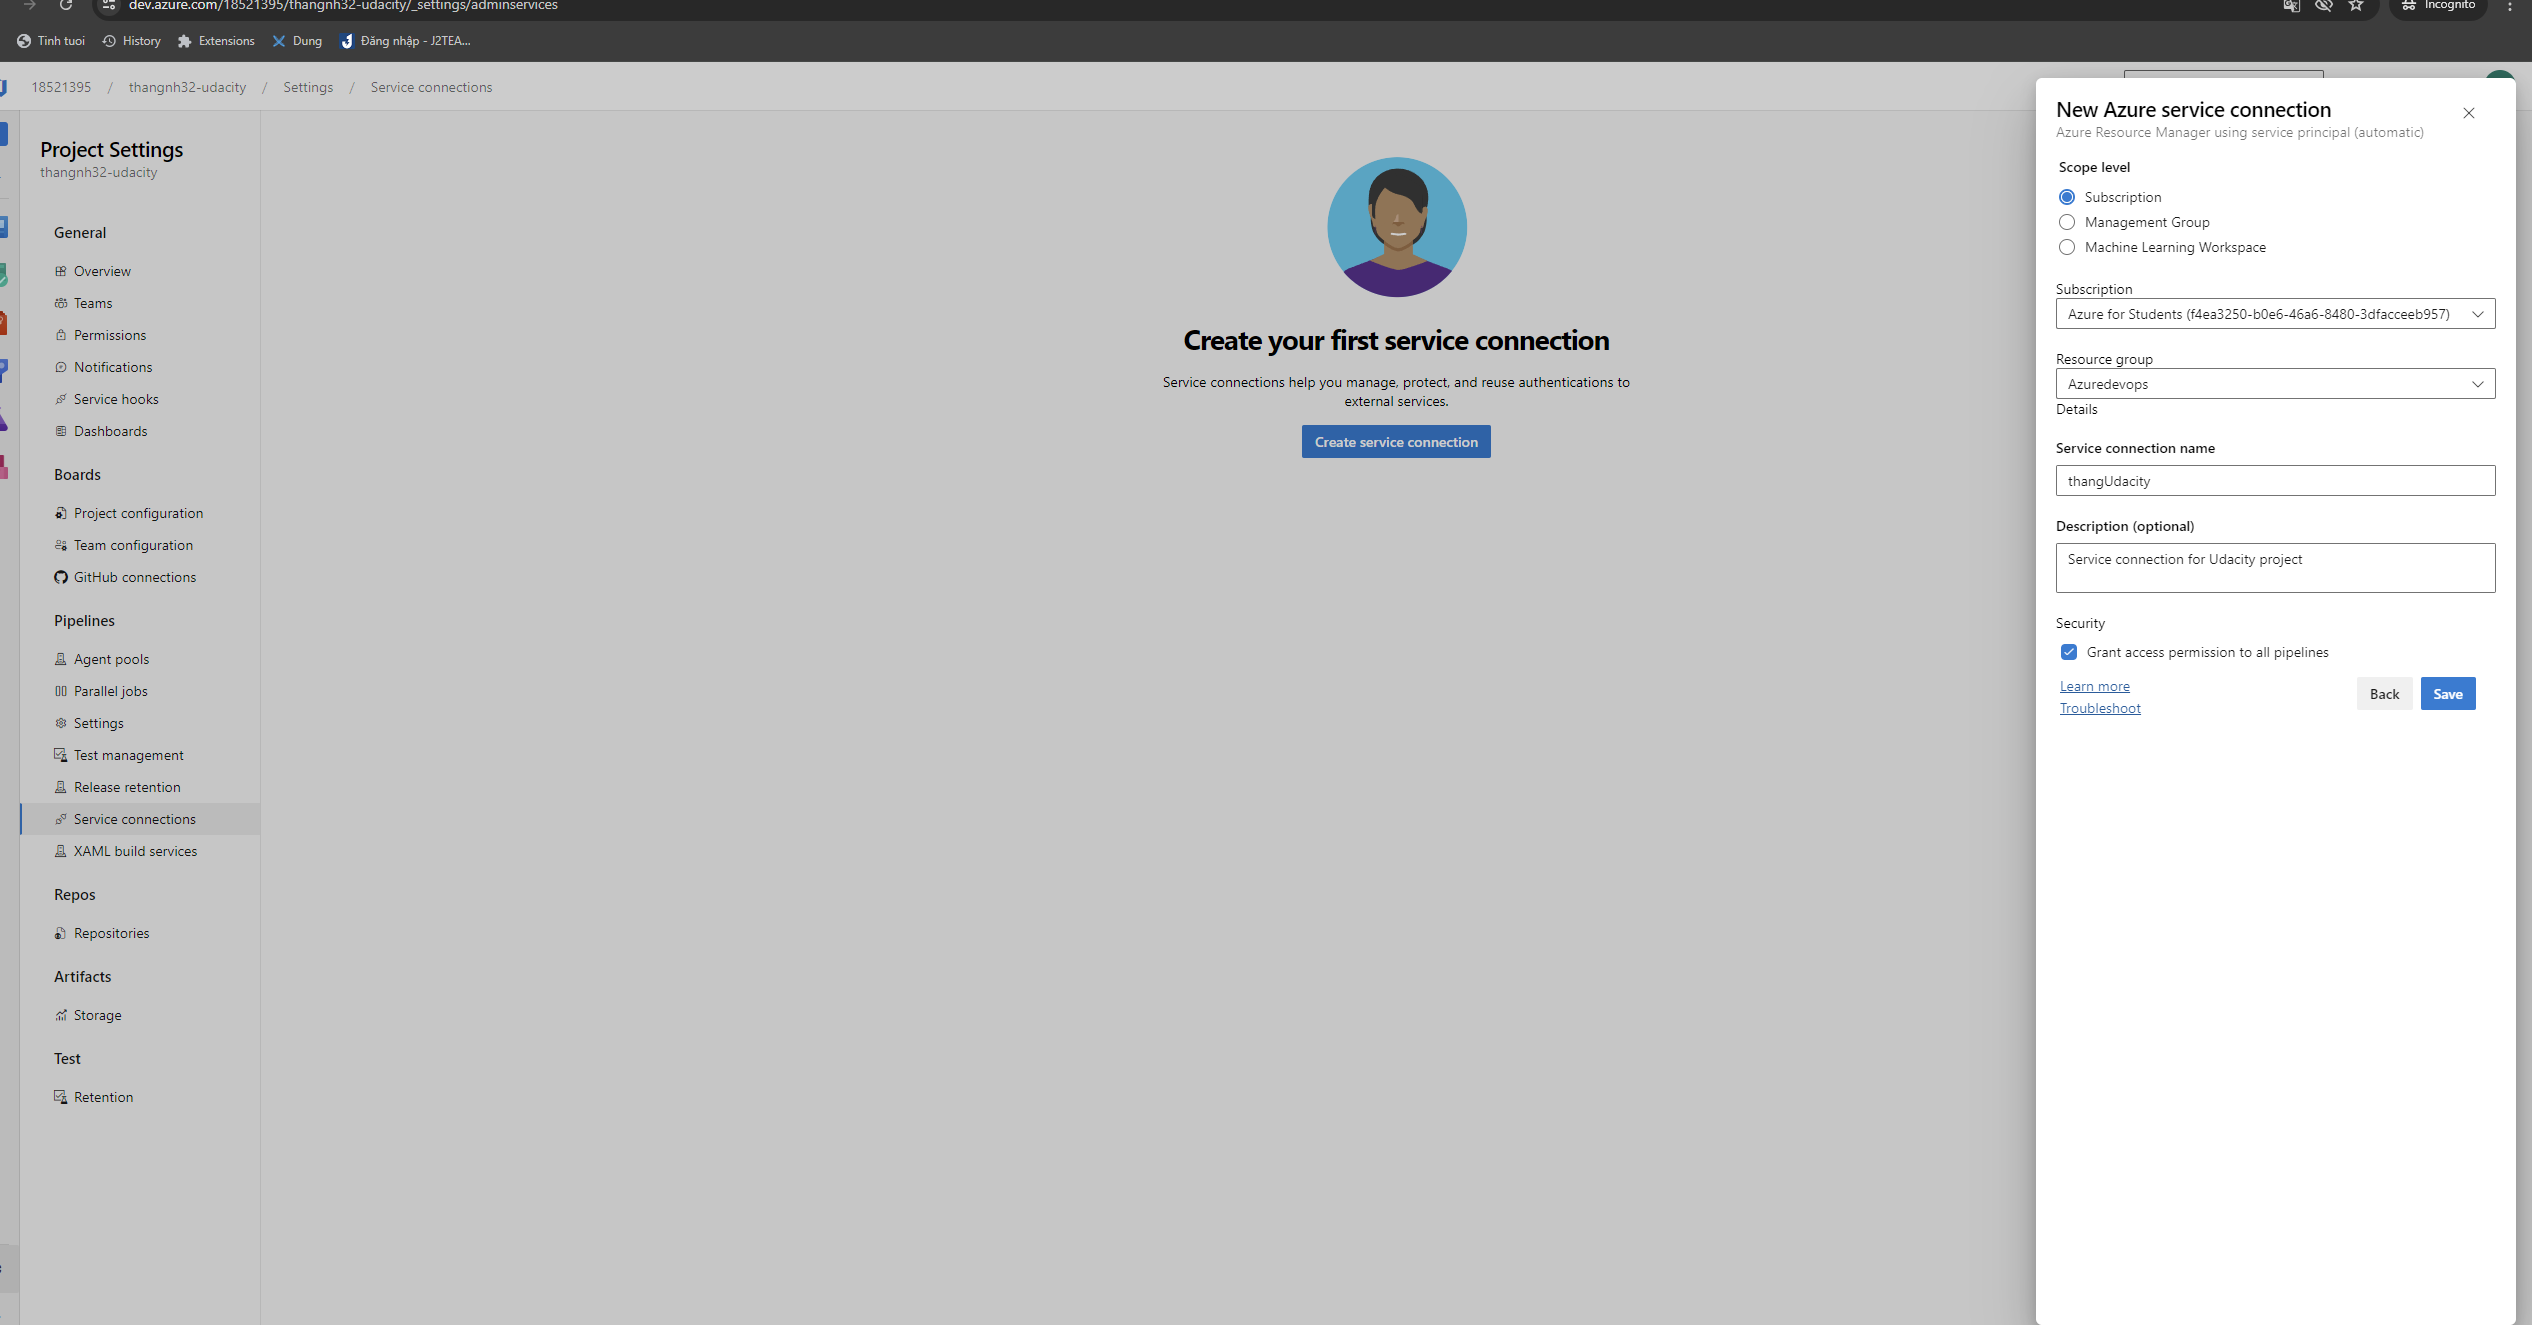 dev.azure.com/18521395/thangnh32-udacity/_settings/adminservices
Incognito
Tinh tuoi
History
Extensions
Dung
Đăng nhập - J2TEA...
18521395 / thangnh32-udacity / Settings / Service connections
Project Settings
thangnh32-udacity
General
Overview
Teams
Permissions
Notifications
Service hooks
Dashboards
Boards
Project configuration
Team configuration
GitHub connections
Pipelines
Agent pools
Parallel jobs
Settings
Test management
Release retention
Service connections
XAML build services
Repos
Repositories
Artifacts
Storage
Test
Retention
Create your first service connection
Service connections help you manage, protect, and reuse authentications to
external services.
Create service connection
New Azure service connection
Azure Resource Manager using service principal (automatic)
Scope level
Subscription
Management Group
Machine Learning Workspace
Subscription
Azure for Students (f4ea3250-b0e6-46a6-8480-3dfacceeb957)
Resource group
Azuredevops
Details
Service connection name
thangUdacity
Description (optional)
Service connection for Udacity project
Security
Grant access permission to all pipelines
Learn more
Troubleshoot
Back
Save